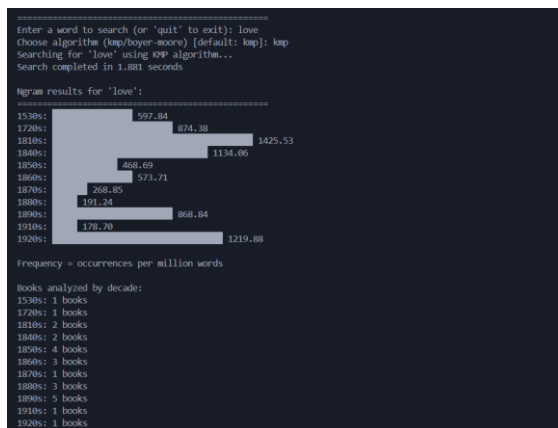 ==================================================
Enter a word to search (or 'quit' to exit): love
Choose algorithm (kmp/boyer-moore) [default: kmp]: kmp
Searching for 'love' using KMP algorithm...
Search completed in 1.881 seconds
Ngram results for 'love':
==================================================
1530s: 597.84
1720s: 874.38
1810s: 1425.53
1840s: 1134.06
1850s: 468.69
1860s: 573.71
1870s: 268.85
1880s: 191.24
1890s: 868.84
1910s: 178.70
1920s: 1219.88
Frequency = occurrences per million words
Books analyzed by decade:
1530s: 1 books
1720s: 1 books
1810s: 2 books
1840s: 2 books
1850s: 4 books
1860s: 3 books
1870s: 1 books
1880s: 3 books
1890s: 5 books
1910s: 1 books
1920s: 1 books